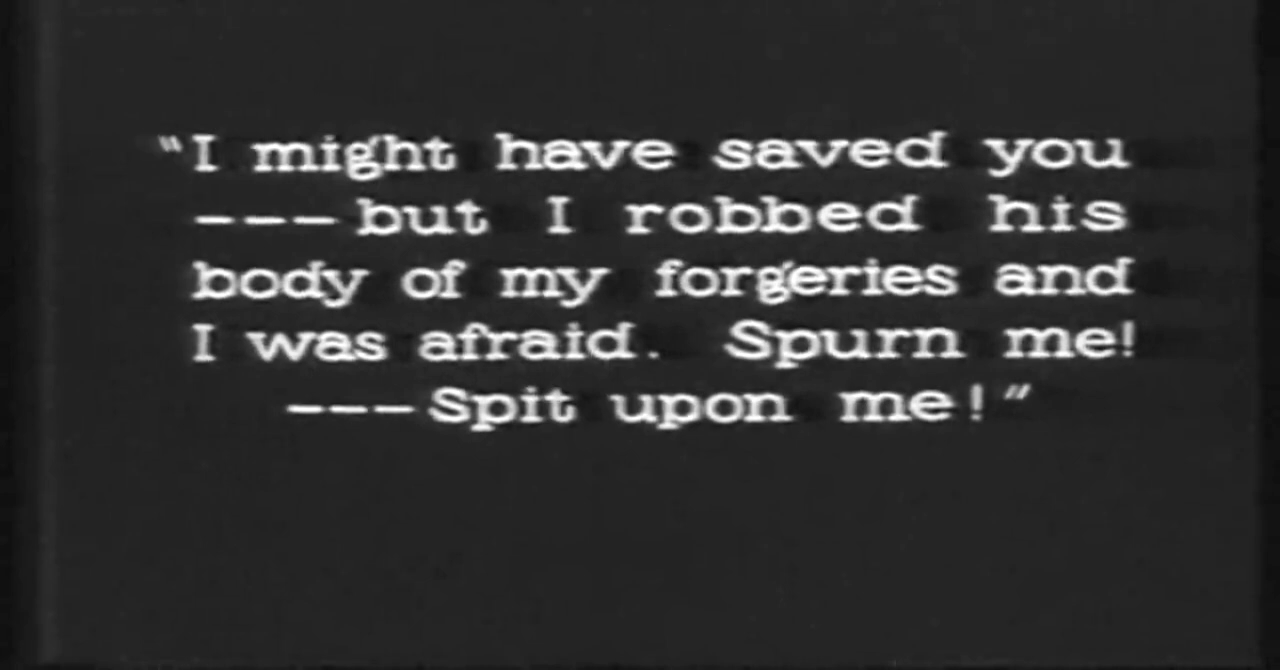 "I might have saved you
---but I robbed his
body of my forgeries and
I was afraid. Spurn me!
---Spit upon me!"